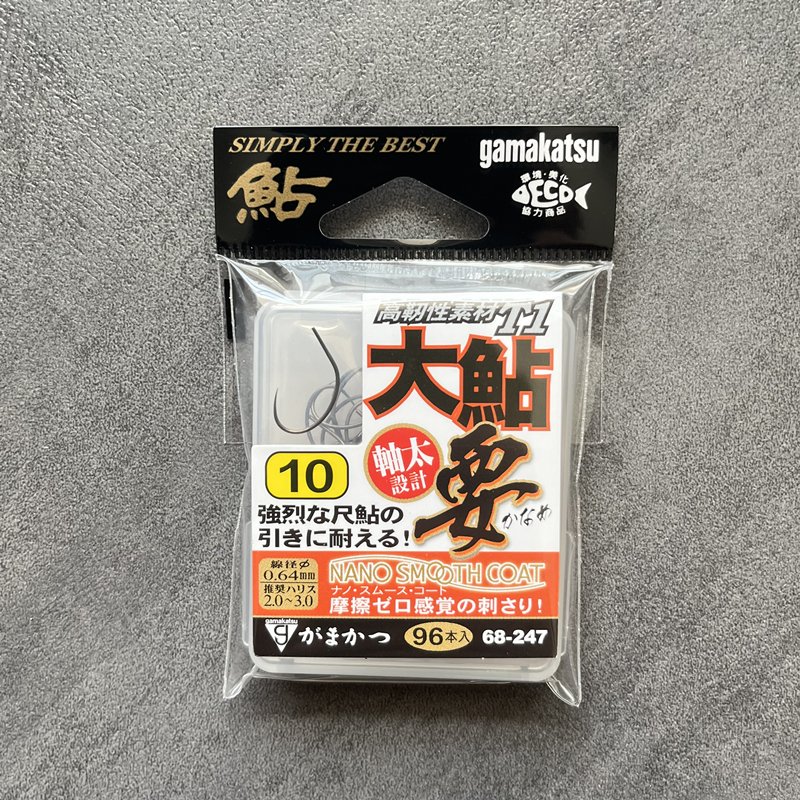 SIMPLY THE BEST
gamakatsu
鮎
環境・美化
ECO
協力商品
高靭性素材T1
大鮎
要
かなめ
軸太
設計
10
強烈な尺鮎の
引きに耐える!
線径φ
0.64mm
推奨ハリス
2.0~3.0
NANO SMOOTH COAT
ナノ・スムース・コート
摩擦ゼロ感覚の刺さり!
gamakatsu
g
がまかつ
96本入
68-247